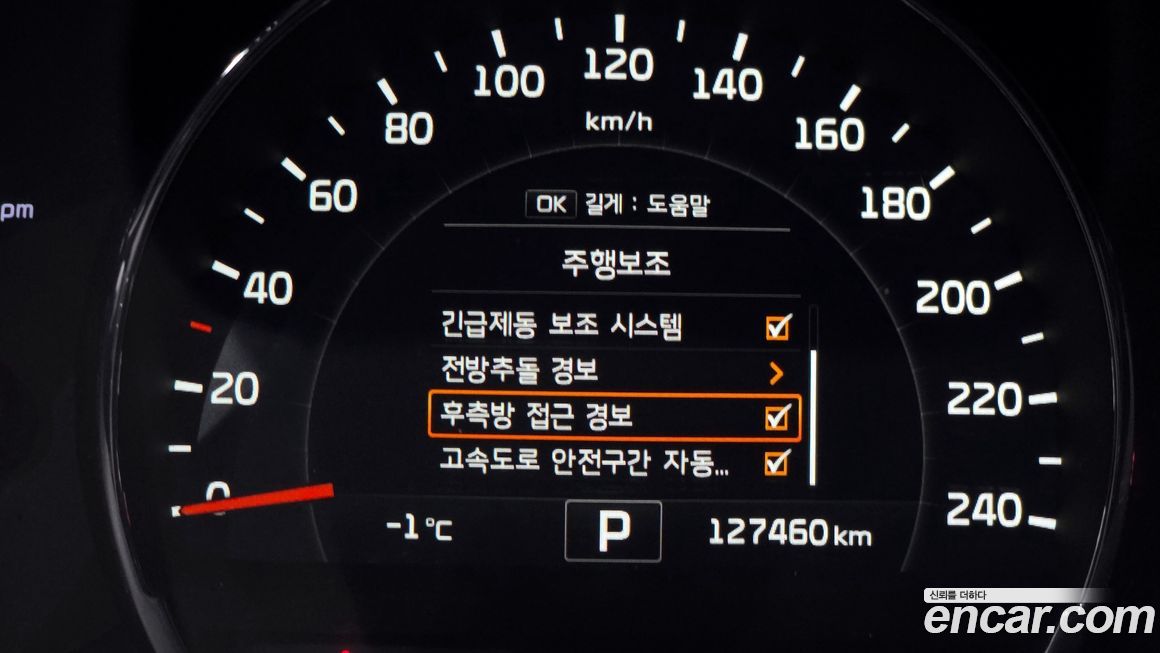 120
100
140
km/h
80
160
60
180
pm
OK 길게 : 도움말
주행보조
40
200
긴급제동 보조 시스템
전방추돌 경보
20
220
후측방 접근 경보
고속도로 안전구간 자동...
0
240
-1°C
P
127460 km
신뢰를 더하다
encar.com